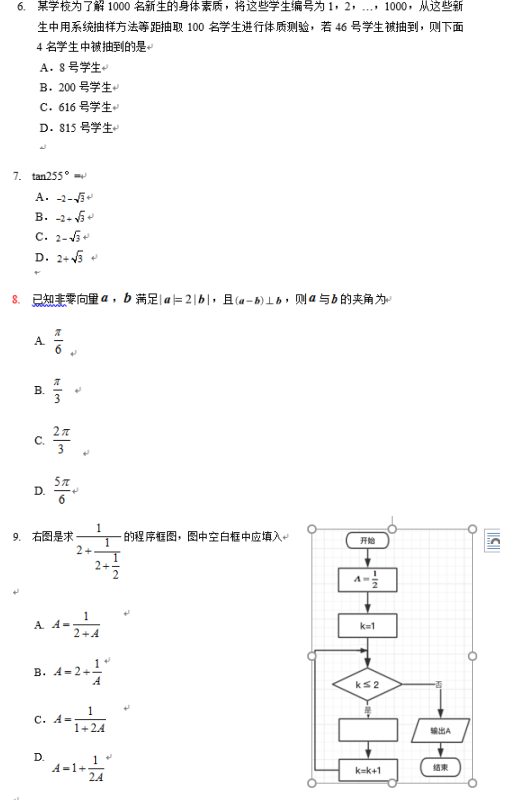 6. 某学校为了解 1000 名新生的身体素质，将这些学生编号为 1，2，…，1000，从这些新
生中用系统抽样方法等距抽取 100 名学生进行体质测验，若 46 号学生被抽到，则下面
4 名学生中被抽到的是
A．8 号学生
B．200 号学生
C．616 号学生
D．815 号学生
7. tan255°=
A．-2-√3
B．-2+√3
C．2-√3
D．2+√3
8. 已知非零向量 a，b 满足|a|=2|b|，且(a-b)⊥b，则 a 与 b 的夹角为
A. π/6
B. π/3
C. 2π/3
D. 5π/6
9. 右图是求 1/(2+1/(2+1/2)) 的程序框图，图中空白框中应填入
A. A=1/(2+A)
B．A=2+1/A
C．A=1/(1+2A)
D. A=1+1/(2A)
开始
A=1/2
k=1
k≤2
否
是
输出A
k=k+1
结束